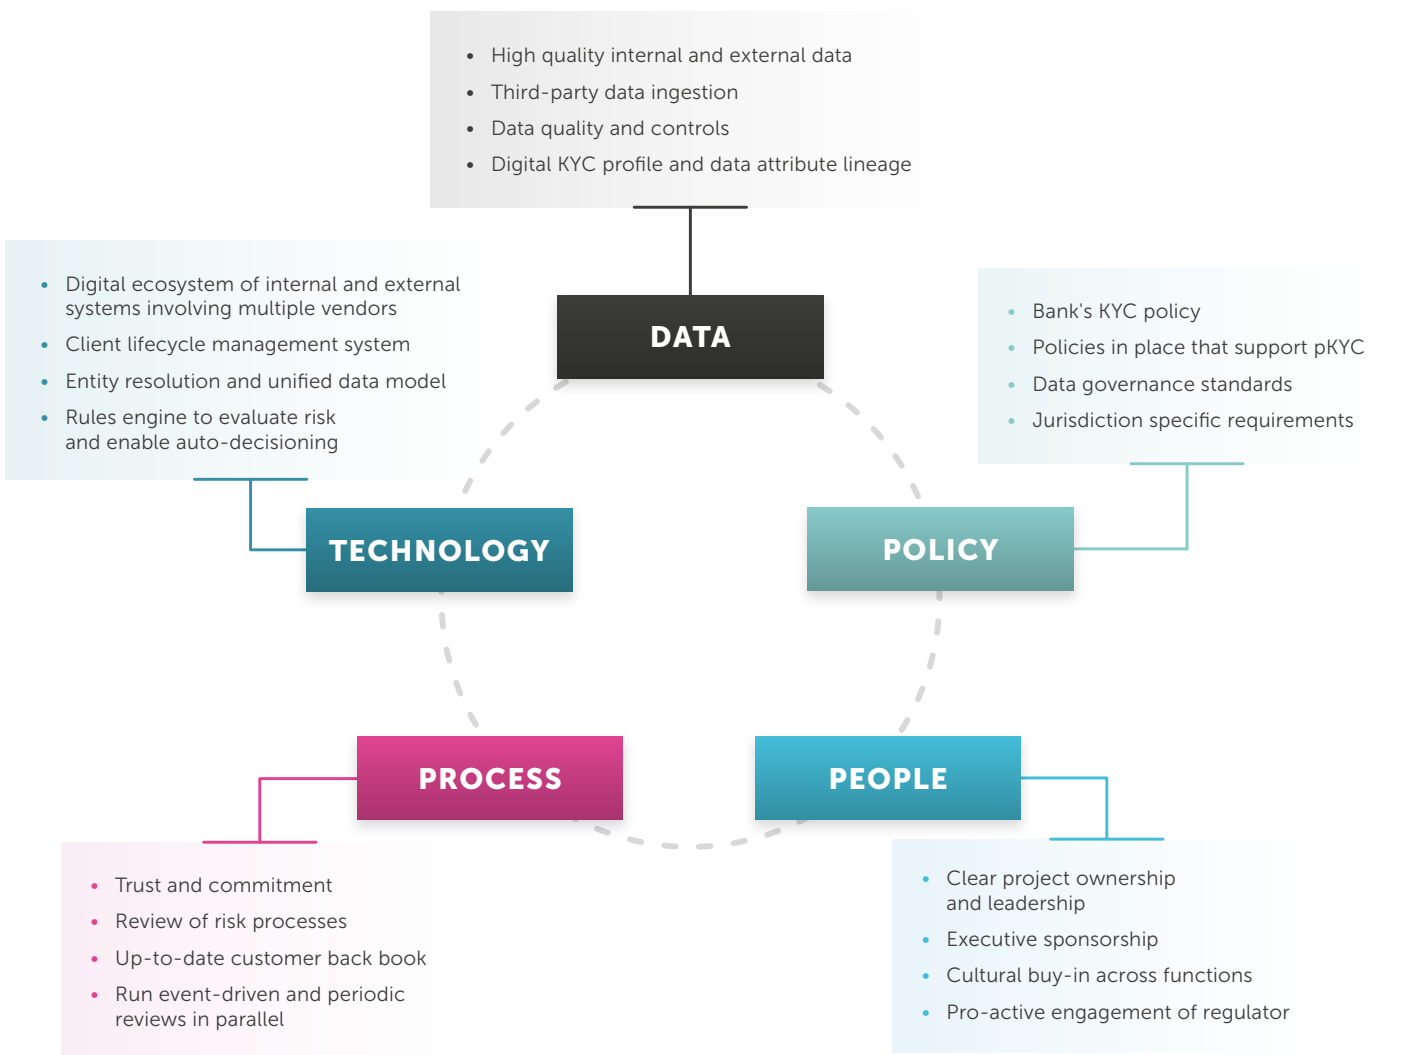 • High quality internal and external data
• Third-party data ingestion
• Data quality and controls
• Digital KYC profile and data attribute lineage
DATA
• Digital ecosystem of internal and external
systems involving multiple vendors
• Client lifecycle management system
• Entity resolution and unified data model
• Rules engine to evaluate risk
and enable auto-decisioning
TECHNOLOGY
• Bank's KYC policy
• Policies in place that support pKYC
• Data governance standards
• Jurisdiction specific requirements
POLICY
PROCESS
• Trust and commitment
• Review of risk processes
• Up-to-date customer back book
• Run event-driven and periodic
reviews in parallel
PEOPLE
• Clear project ownership
and leadership
• Executive sponsorship
• Cultural buy-in across functions
• Pro-active engagement of regulator